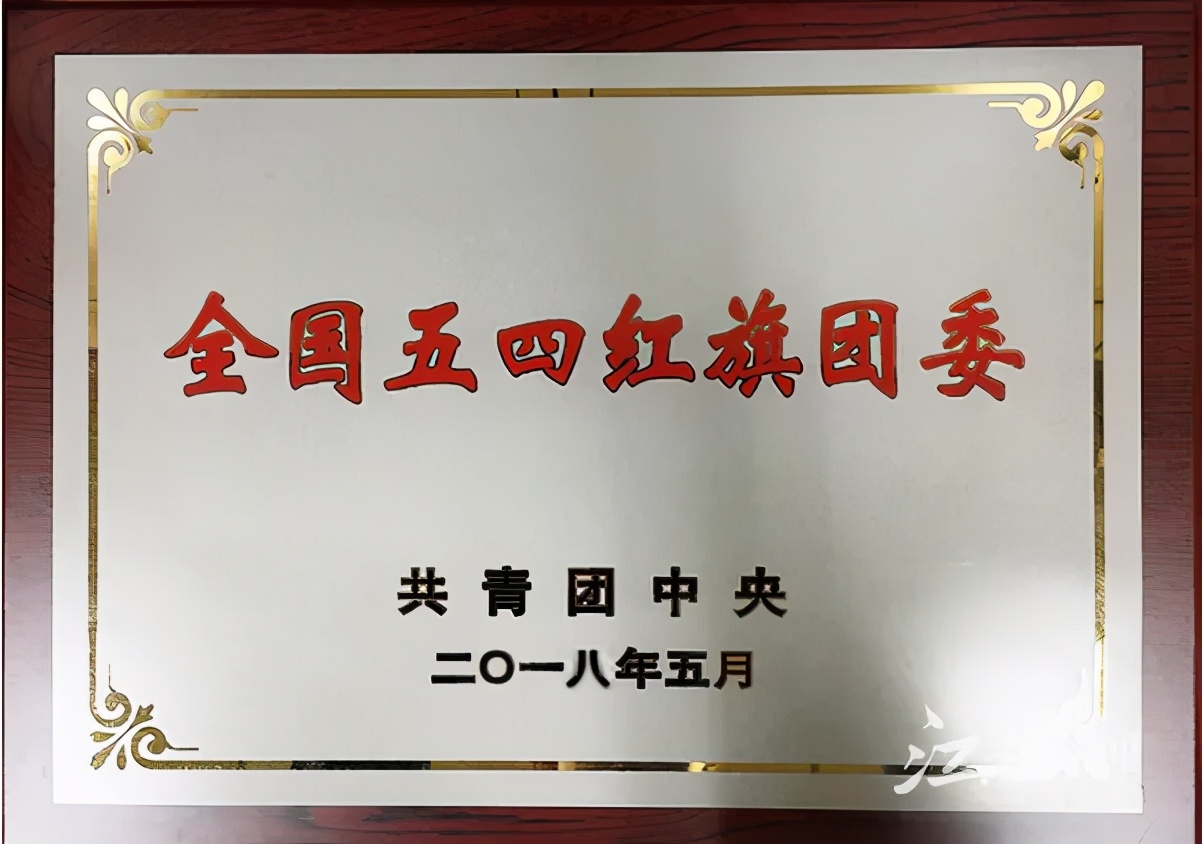 全国五四红旗团委
共青团中央
二〇一八年五月
江